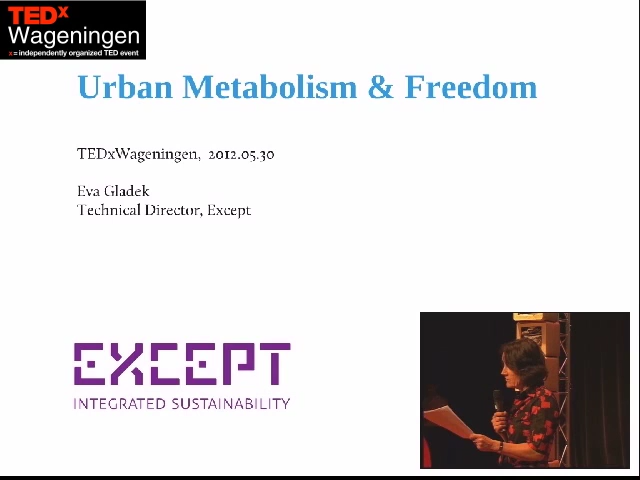 TEDx
Wageningen
x = independently organized TED event
Urban Metabolism & Freedom
TEDxWageningen, 2012.05.30
Eva Gladek
Technical Director, Except
EXCEPT
INTEGRATED SUSTAINABILITY